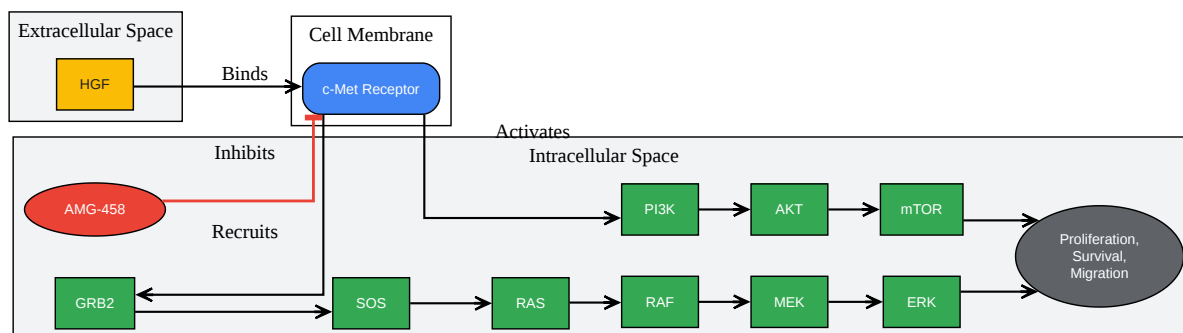 Extracellular Space
HGF
Binds
Cell Membrane
c-Met Receptor
Activates
Intracellular Space
Inhibits
AMG-458
Recruits
PI3K
AKT
mTOR
Proliferation,
Survival,
Migration
GRB2
SOS
RAS
RAF
MEK
ERK